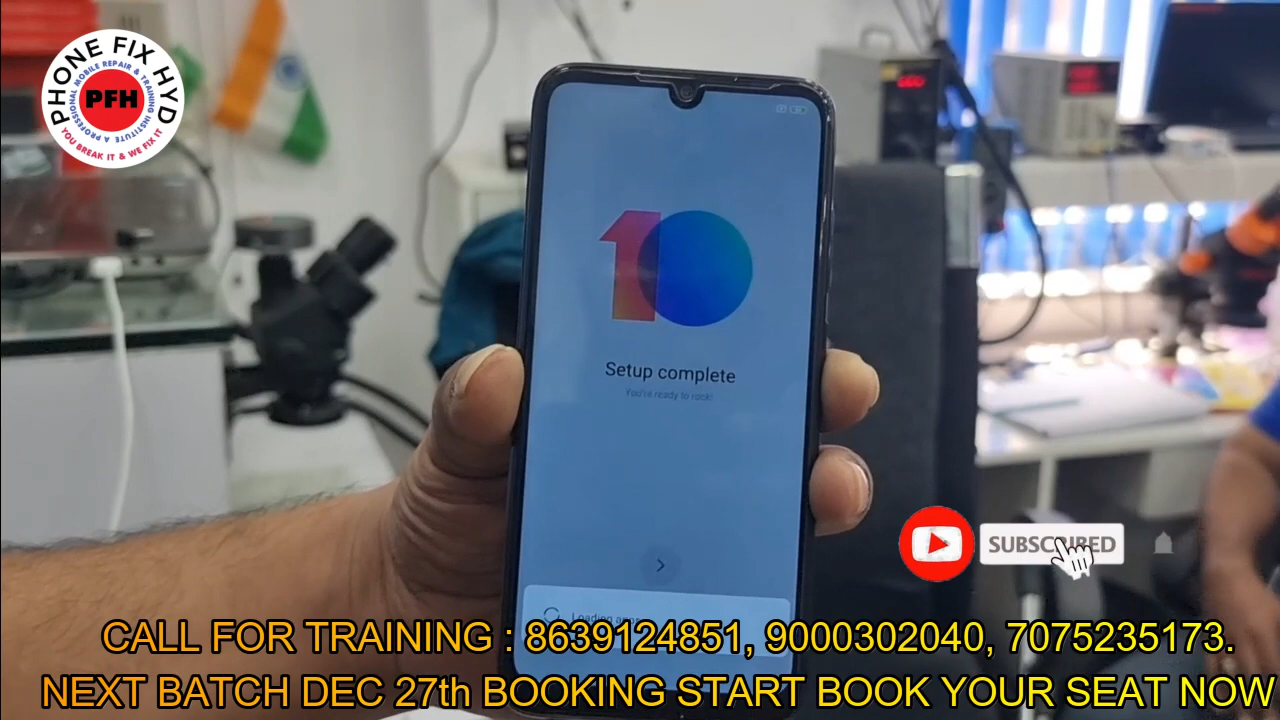 PHONE FIX HYD
A PROFESSIONAL MOBILE REPAIR & TRAINING INSTITUTE
PFH
YOU BREAK IT & WE FIX IT
10
Setup complete
You're ready to rock!
Loading apps
SUBSCRIBED
CALL FOR TRAINING : 8639124851, 9000302040, 7075235173.
NEXT BATCH DEC 27th BOOKING START BOOK YOUR SEAT NOW